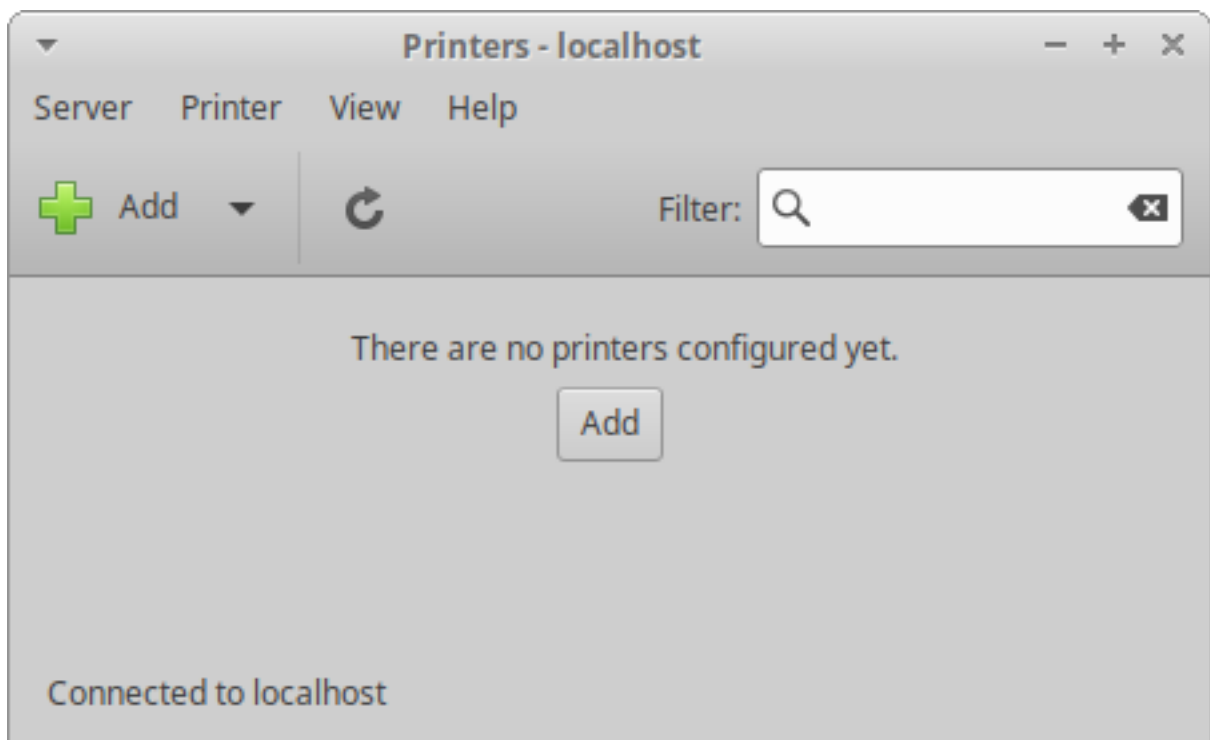 Printers - localhost
Server Printer View Help
Add Filter:
There are no printers configured yet.
Add
Connected to localhost